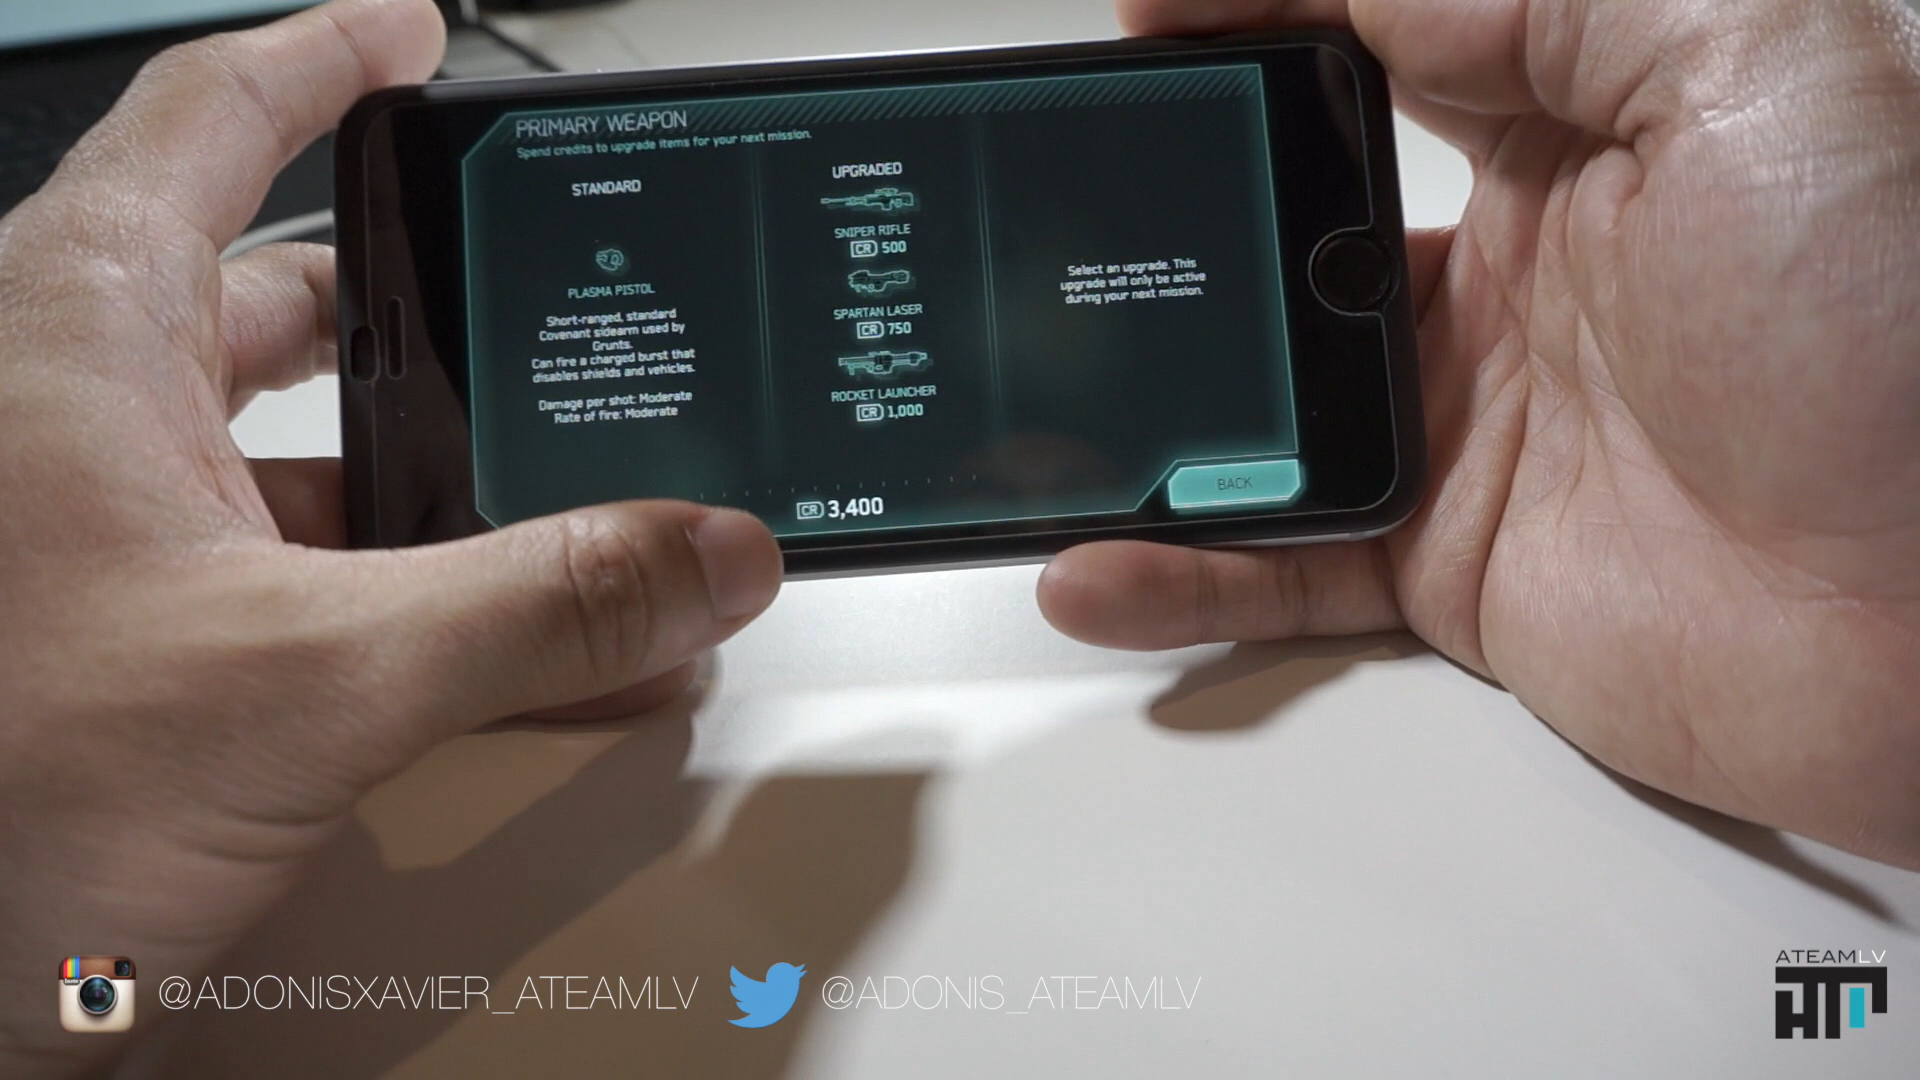 PRIMARY WEAPON
Spend credits to upgrade items for your next mission.
STANDARD
PLASMA PISTOL
Short-ranged, standard
Covenant sidearm used by
Grunts.
Can fire a charged burst that
disables shields and vehicles.
Damage per shot: Moderate
Rate of fire: Moderate
UPGRADED
SNIPER RIFLE
CR 500
SPARTAN LASER
CR 750
ROCKET LAUNCHER
CR 1,000
Select an upgrade. This
upgrade will only be active
during your next mission.
CR 3,400
BACK
@ADONISXAVIER_ATEAMLV
@ADONIS_ATEAMLV
ATEAMLV